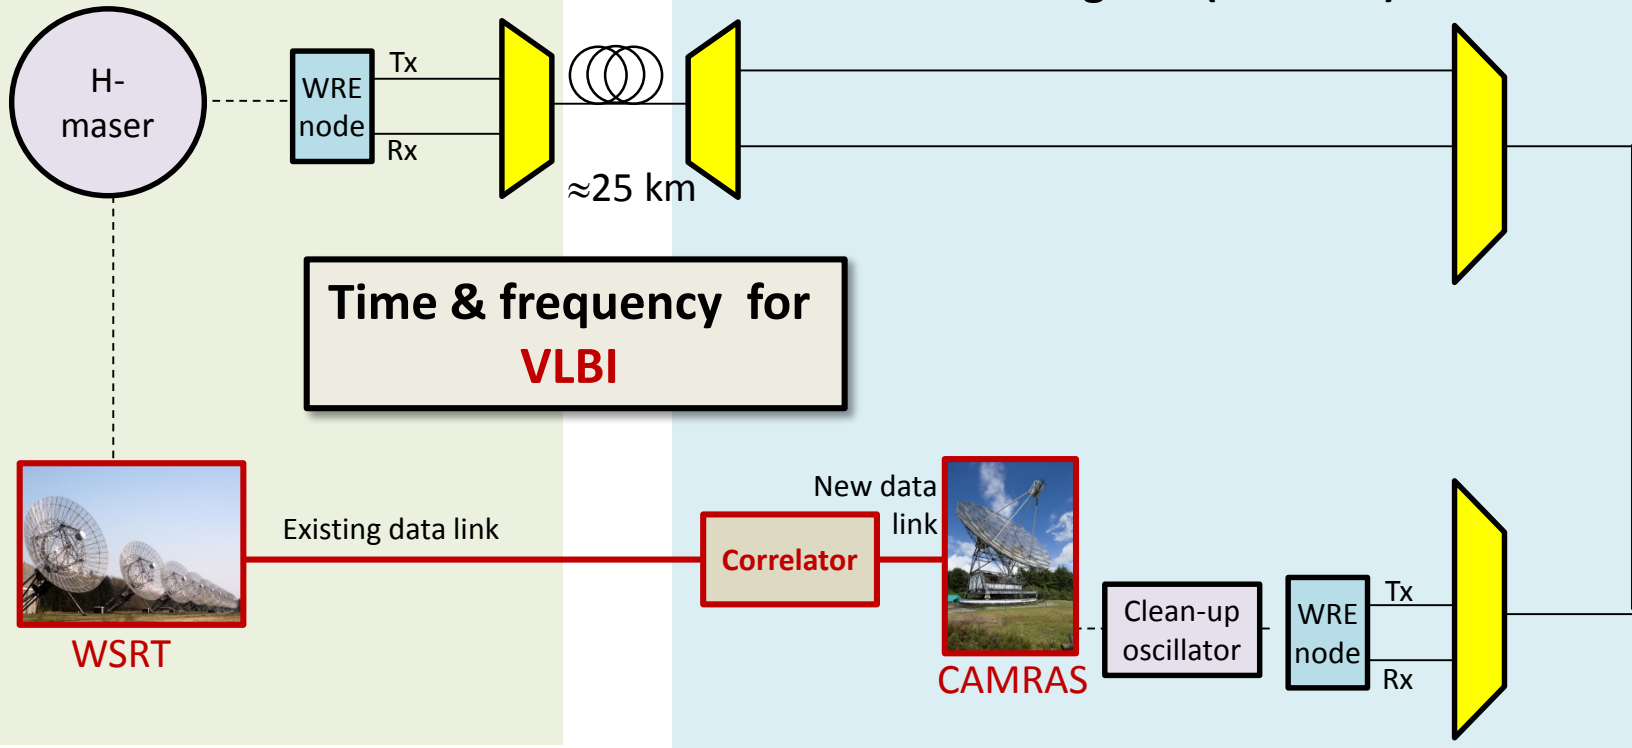 H-
maser
WRE
node
Tx
Rx
≈25 km
Time & frequency for
VLBI
Existing data link
New data
link
Correlator
WSRT
CAMRAS
Clean-up
oscillator
WRE
node
Tx
Rx